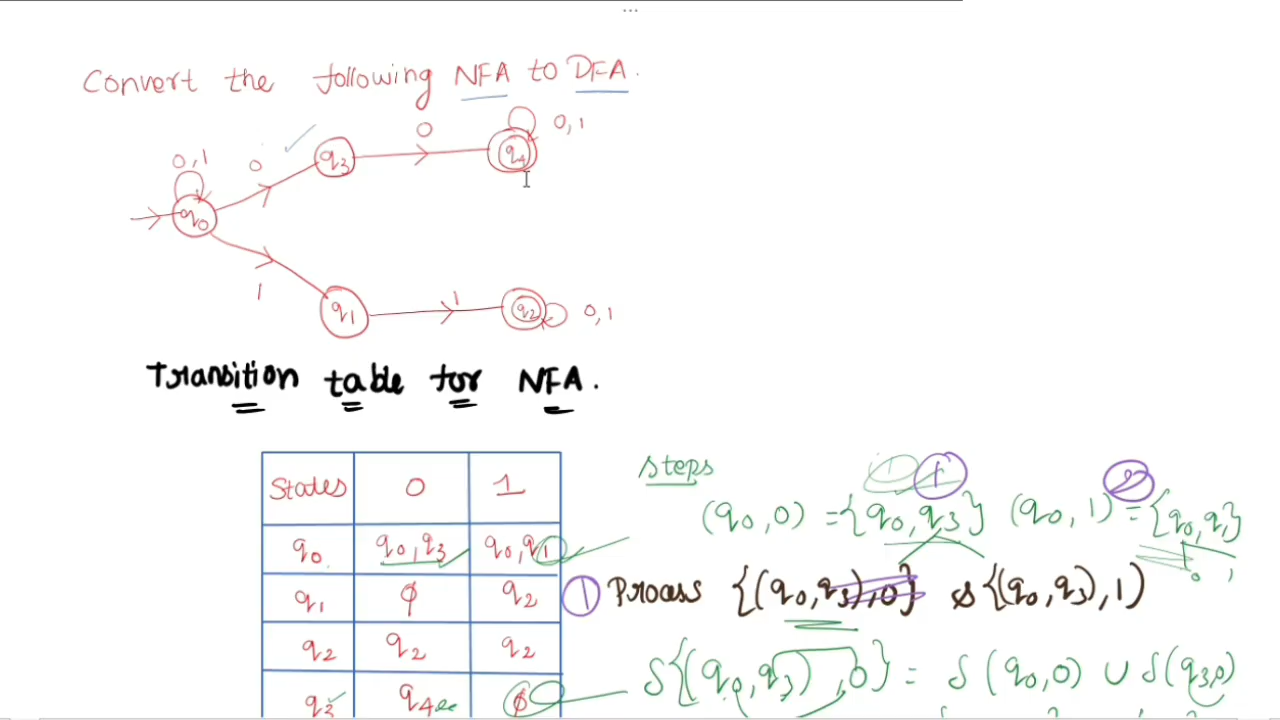 Convert the following NFA to DFA.
0,1
0
q3
0
q4
0,1
q0
1
q1
1
q2
0,1
Transition table for NFA.
States 0 1
q0 q0,q3 q0,q1
q1 ϕ q2
q2 q2 q2
q3 q4 ϕ
steps
(q0,0) = {q0,q3} (q0,1) = {q0,q1}
① Process {(q0,q3),0} & {(q0,q3),1)
δ{(q0,q3),0} = δ(q0,0) ∪ δ(q3,0)